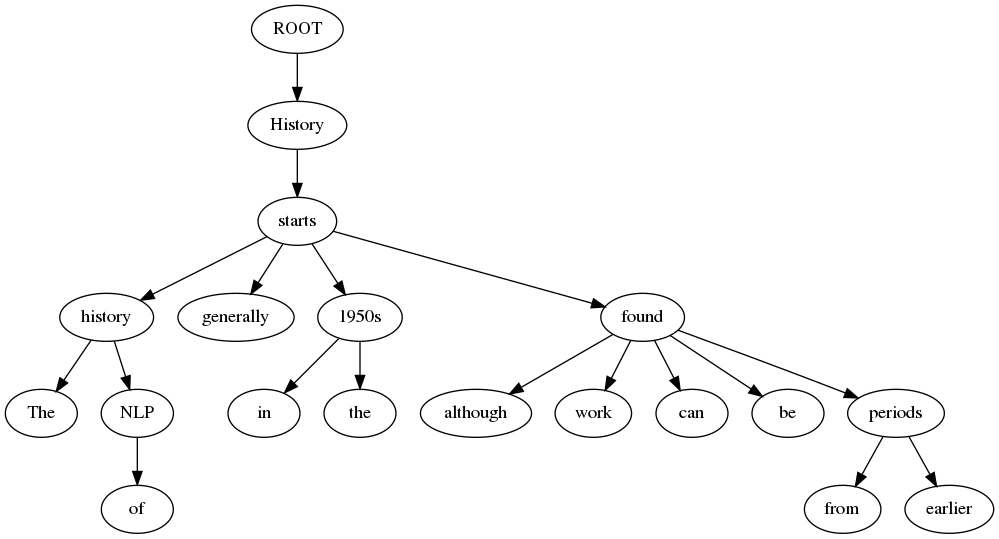 ROOT
History
starts
history generally 1950s found
The NLP in the although work can be periods
of from earlier